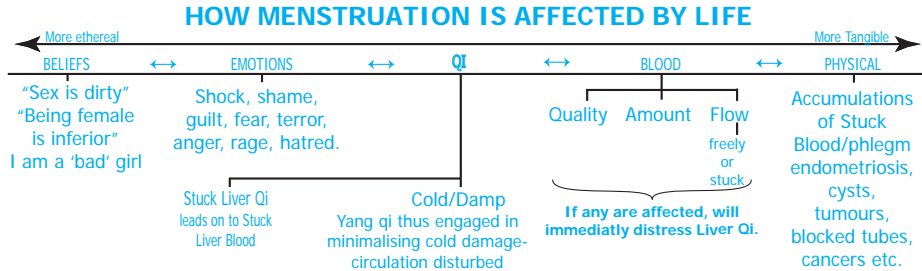 HOW MENSTRUATION IS AFFECTED BY LIFE
More ethereal
More Tangible
BELIEFS ↔ EMOTIONS ↔ QI ↔ BLOOD ↔ PHYSICAL
“Sex is dirty”
“Being female
is inferior”
I am a ‘bad’ girl
Shock, shame,
guilt, fear, terror,
anger, rage, hatred.
Stuck Liver Qi
leads on to Stuck
Liver Blood
Cold/Damp
Yang qi thus engaged in
minimalising cold damage-
circulation disturbed
Quality Amount Flow
freely
or
stuck
If any are affected, will
immediatly distress Liver Qi.
Accumulations
of Stuck
Blood/phlegm
endometriosis,
cysts,
tumours,
blocked tubes,
cancers etc.